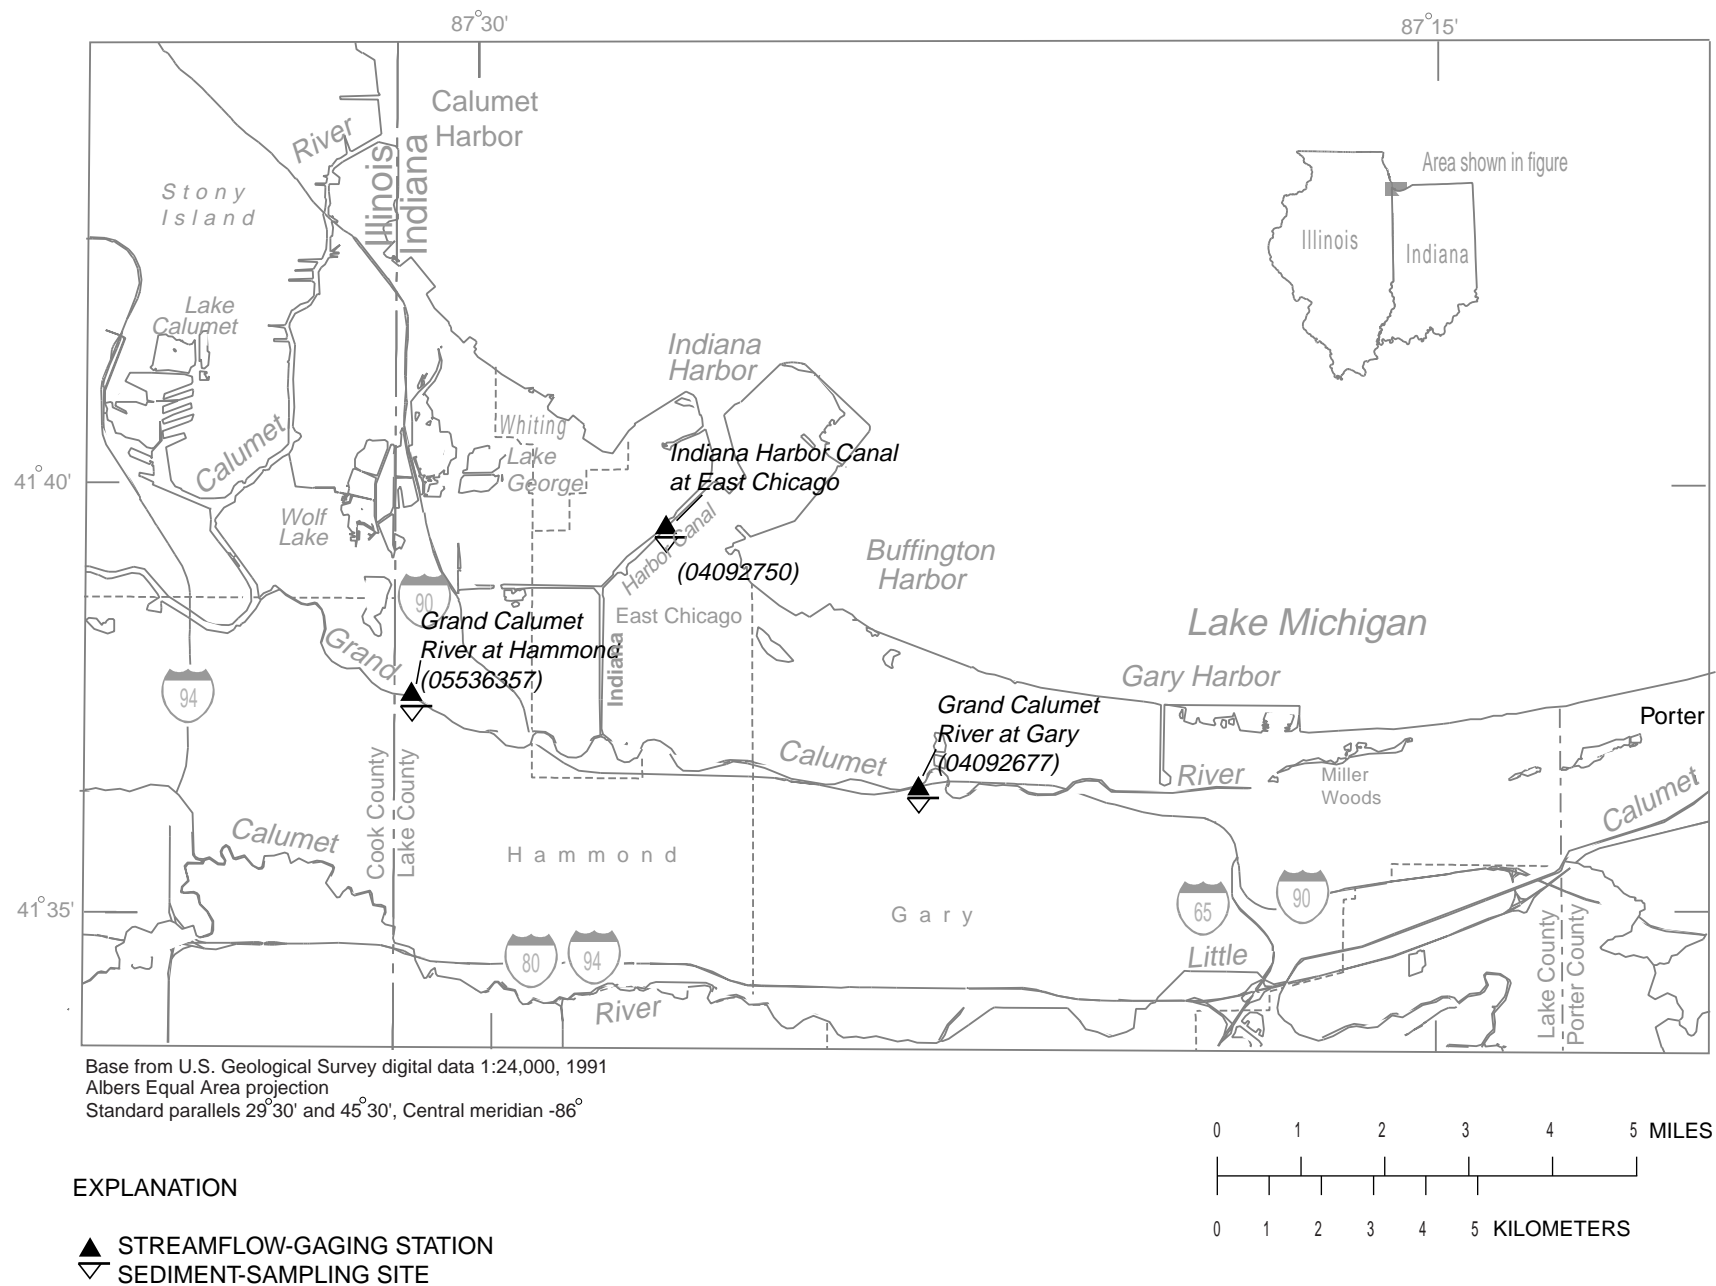 87°30'
87°15'
Calumet
Harbor
River
Illinois
Indiana
Stony
Island
Area shown in figure
Illinois
Indiana
Lake
Calumet
Indiana
Harbor
Whiting
Calumet
Lake
George
Indiana Harbor Canal
at East Chicago
41°40'
Wolf
Lake
Harbor Canal
(04092750)
Buffington
Harbor
90
East Chicago
Grand Calumet
River at Hammond
(05536357)
Grand
Indiana
Lake Michigan
Gary Harbor
94
Grand Calumet
River at Gary
(04092677)
Porter
Calumet
River
Miller
Woods
Calumet
Cook County
Lake County
Calumet
Hammond
41°35'
Gary
65
90
Little
80
94
River
Lake County
Porter County
Base from U.S. Geological Survey digital data 1:24,000, 1991
Albers Equal Area projection
Standard parallels 29°30' and 45°30', Central meridian -86°
0 1 2 3 4 5 MILES
0 1 2 3 4 5 KILOMETERS
EXPLANATION
STREAMFLOW-GAGING STATION
SEDIMENT-SAMPLING SITE